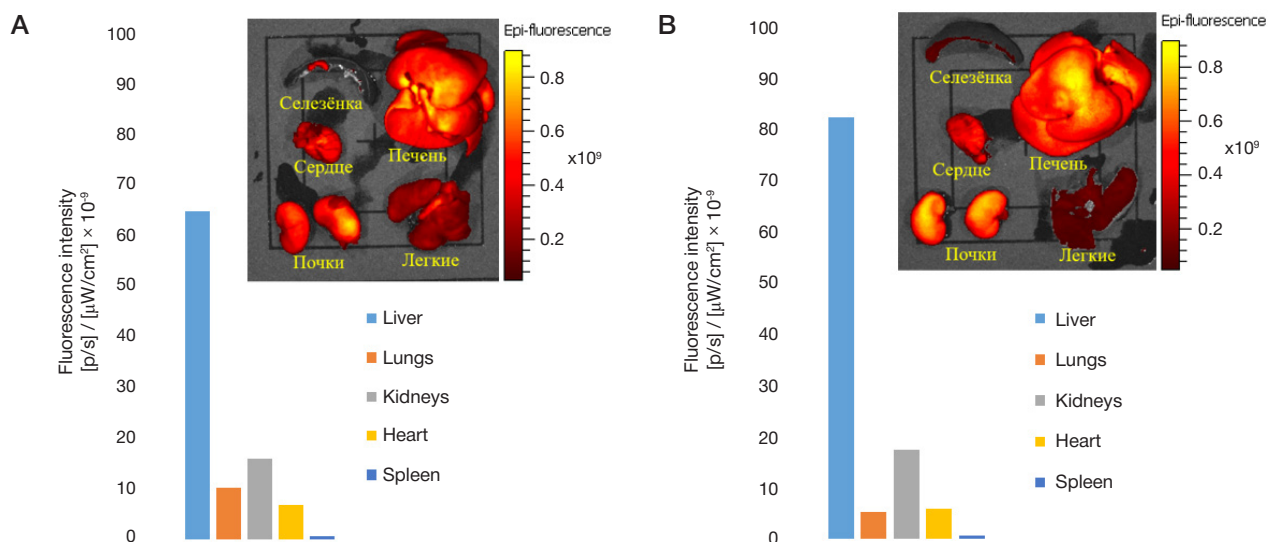 A
100
90
80
70
60
50
40
30
20
10
0
Fluorescence intensity
[p/s] / [µW/cm²] × 10⁻⁹
Epi-fluorescence
0.8
0.6
x10⁹
0.4
0.2
Селезёнка
Печень
Сердце
Почки
Легкие
Liver
Lungs
Kidneys
Heart
Spleen
B
100
90
80
70
60
50
40
30
20
10
0
Fluorescence intensity
[p/s] / [µW/cm²] × 10⁻⁹
Epi-fluorescence
0.8
0.6
x10⁹
0.4
0.2
Селезёнка
Печень
Сердце
Почки
Легкие
Liver
Lungs
Kidneys
Heart
Spleen